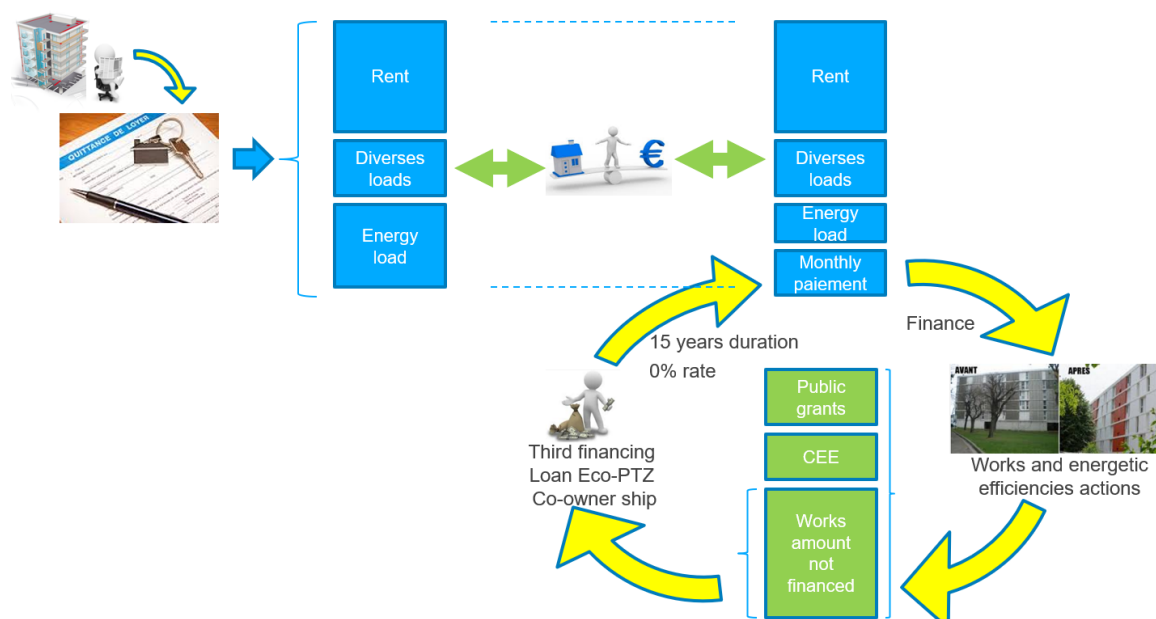 QUITTANCE DE LOYER
Rent
Diverses
loads
Energy
load
€
Rent
Diverses
loads
Energy
load
Monthly
paiement
15 years duration
0% rate
Finance
Third financing
Loan Eco-PTZ
Co-owner ship
Public
grants
CEE
Works
amount
not
financed
AVANT
APRES
Works and energetic
efficiencies actions